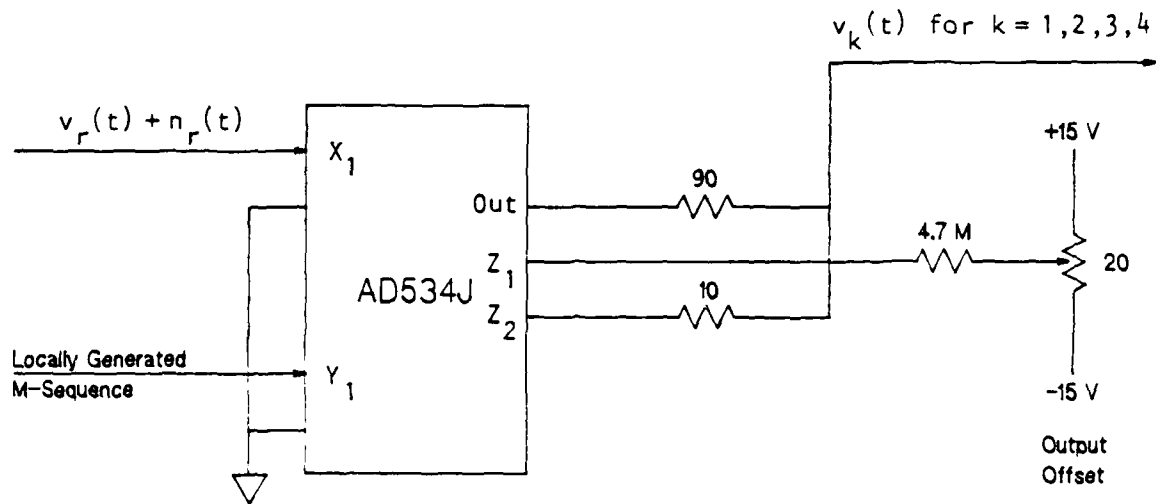 v_k(t) for k = 1,2,3,4
v_r(t) + n_r(t)
X_1
+15 V
90
Out
4.7 M
Z_1
20
AD534J
10
Z_2
Locally Generated
M-Sequence
Y_1
-15 V
Output
Offset